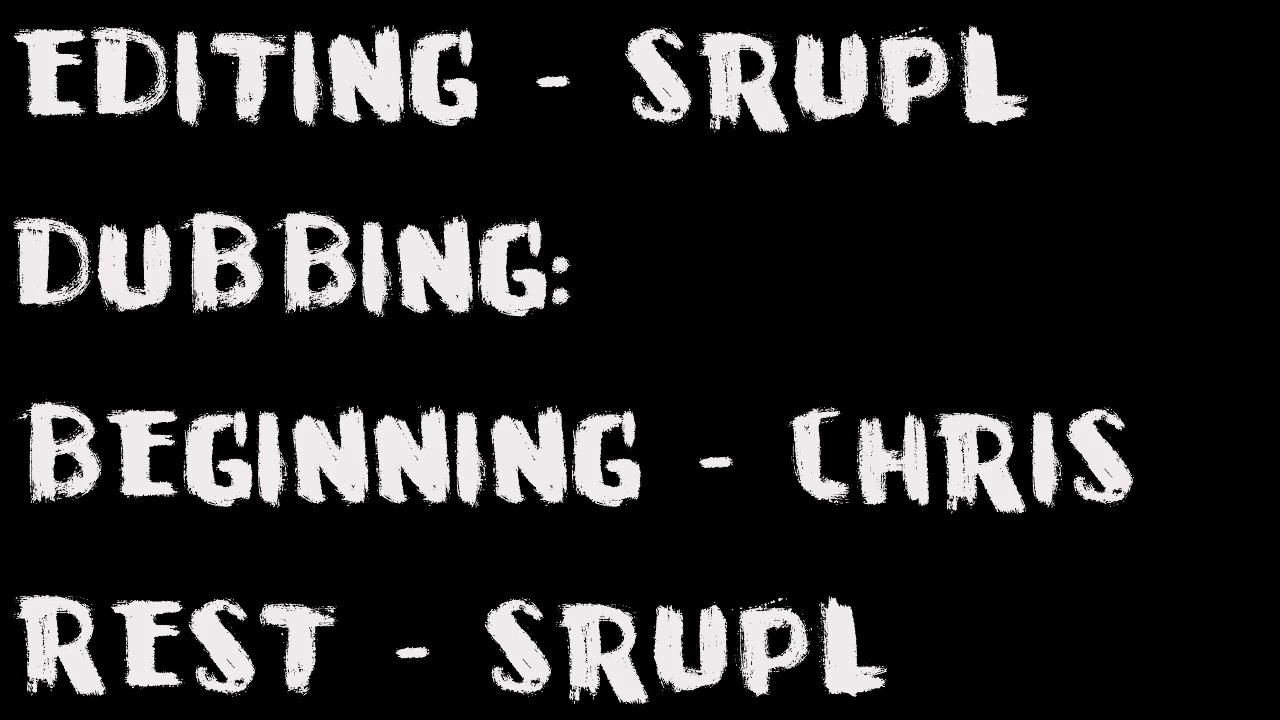 EDITING - SRUPL
DUBBING:
BEGINNING - CHRIS
REST - SRUPL